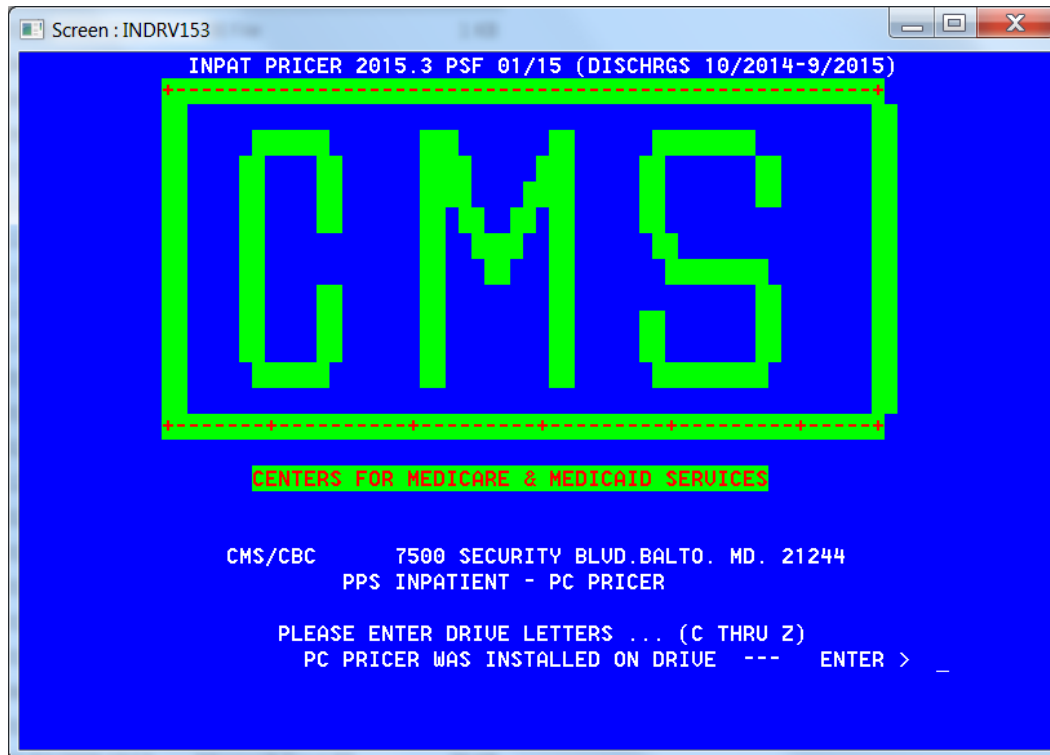 Screen : INDRV153
INPAT PRICER 2015.3 PSF 01/15 (DISCHRGS 10/2014-9/2015)
CMS
CENTERS FOR MEDICARE & MEDICAID SERVICES
CMS/CBC 7500 SECURITY BLVD.BALTO. MD. 21244
PPS INPATIENT - PC PRICER
PLEASE ENTER DRIVE LETTERS ... (C THRU Z)
PC PRICER WAS INSTALLED ON DRIVE --- ENTER > _